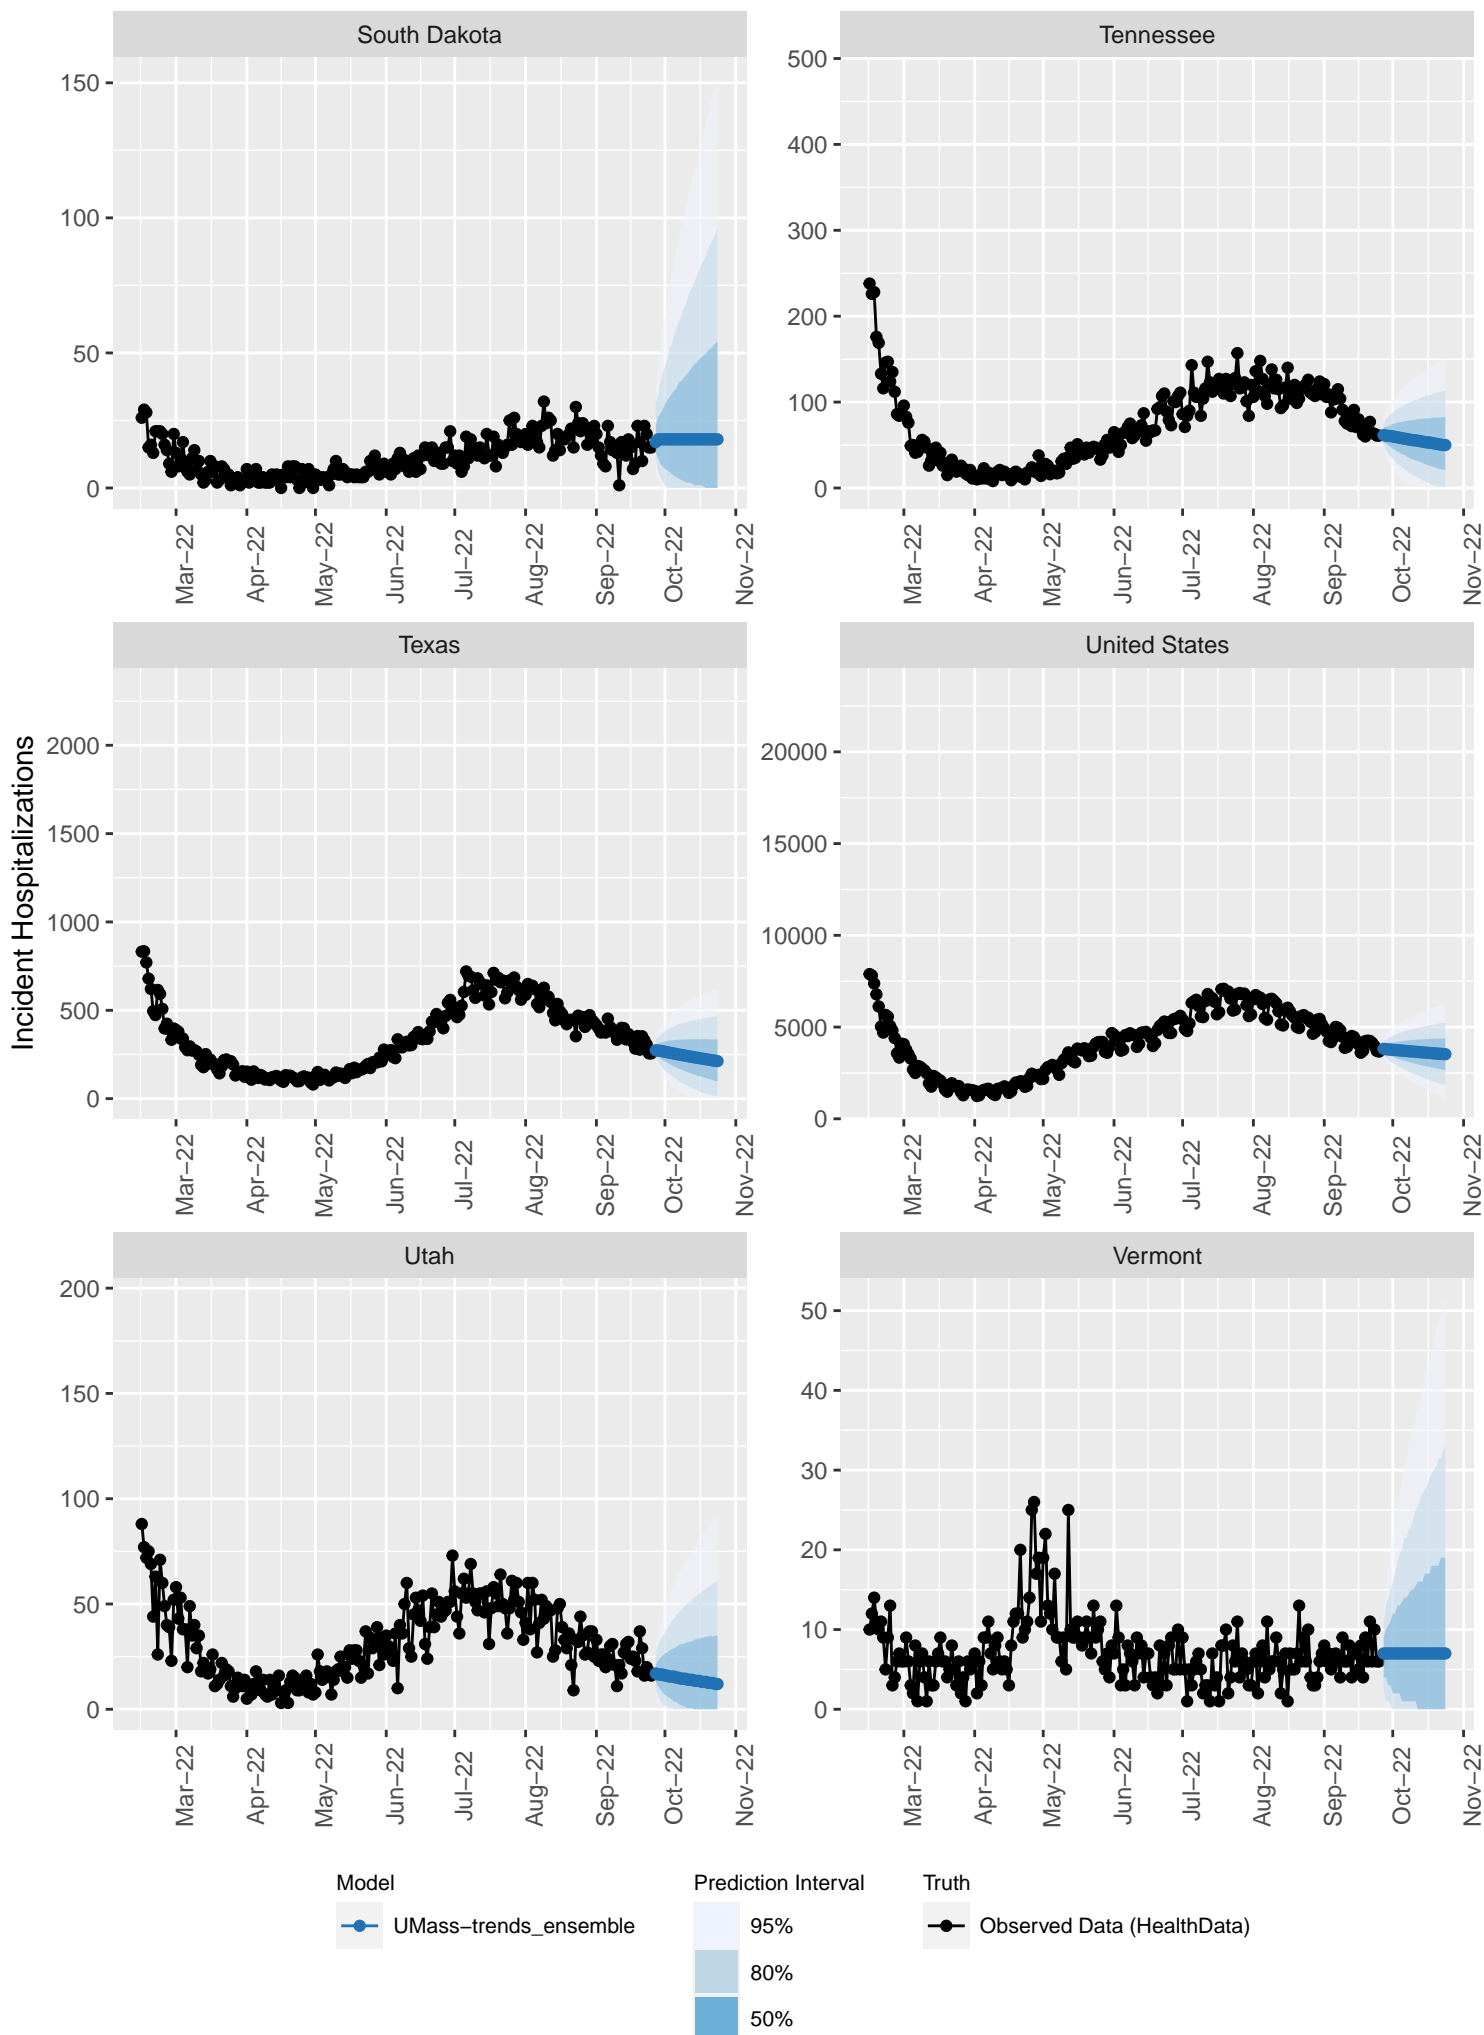 South Dakota
Tennessee
150
100
50
0
500
400
300
200
100
0
Mar−22
Apr−22
May−22
Jun−22
Jul−22
Aug−22
Sep−22
Oct−22
Nov−22
Mar−22
Apr−22
May−22
Jun−22
Jul−22
Aug−22
Sep−22
Oct−22
Nov−22
Texas
United States
Incident Hospitalizations
2000
1500
1000
500
0
20000
15000
10000
5000
0
Mar−22
Apr−22
May−22
Jun−22
Jul−22
Aug−22
Sep−22
Oct−22
Nov−22
Mar−22
Apr−22
May−22
Jun−22
Jul−22
Aug−22
Sep−22
Oct−22
Nov−22
Utah
Vermont
200
150
100
50
0
50
40
30
20
10
0
Mar−22
Apr−22
May−22
Jun−22
Jul−22
Aug−22
Sep−22
Oct−22
Nov−22
Mar−22
Apr−22
May−22
Jun−22
Jul−22
Aug−22
Sep−22
Oct−22
Nov−22
Model
UMass−trends_ensemble
Prediction Interval
95%
80%
50%
Truth
Observed Data (HealthData)